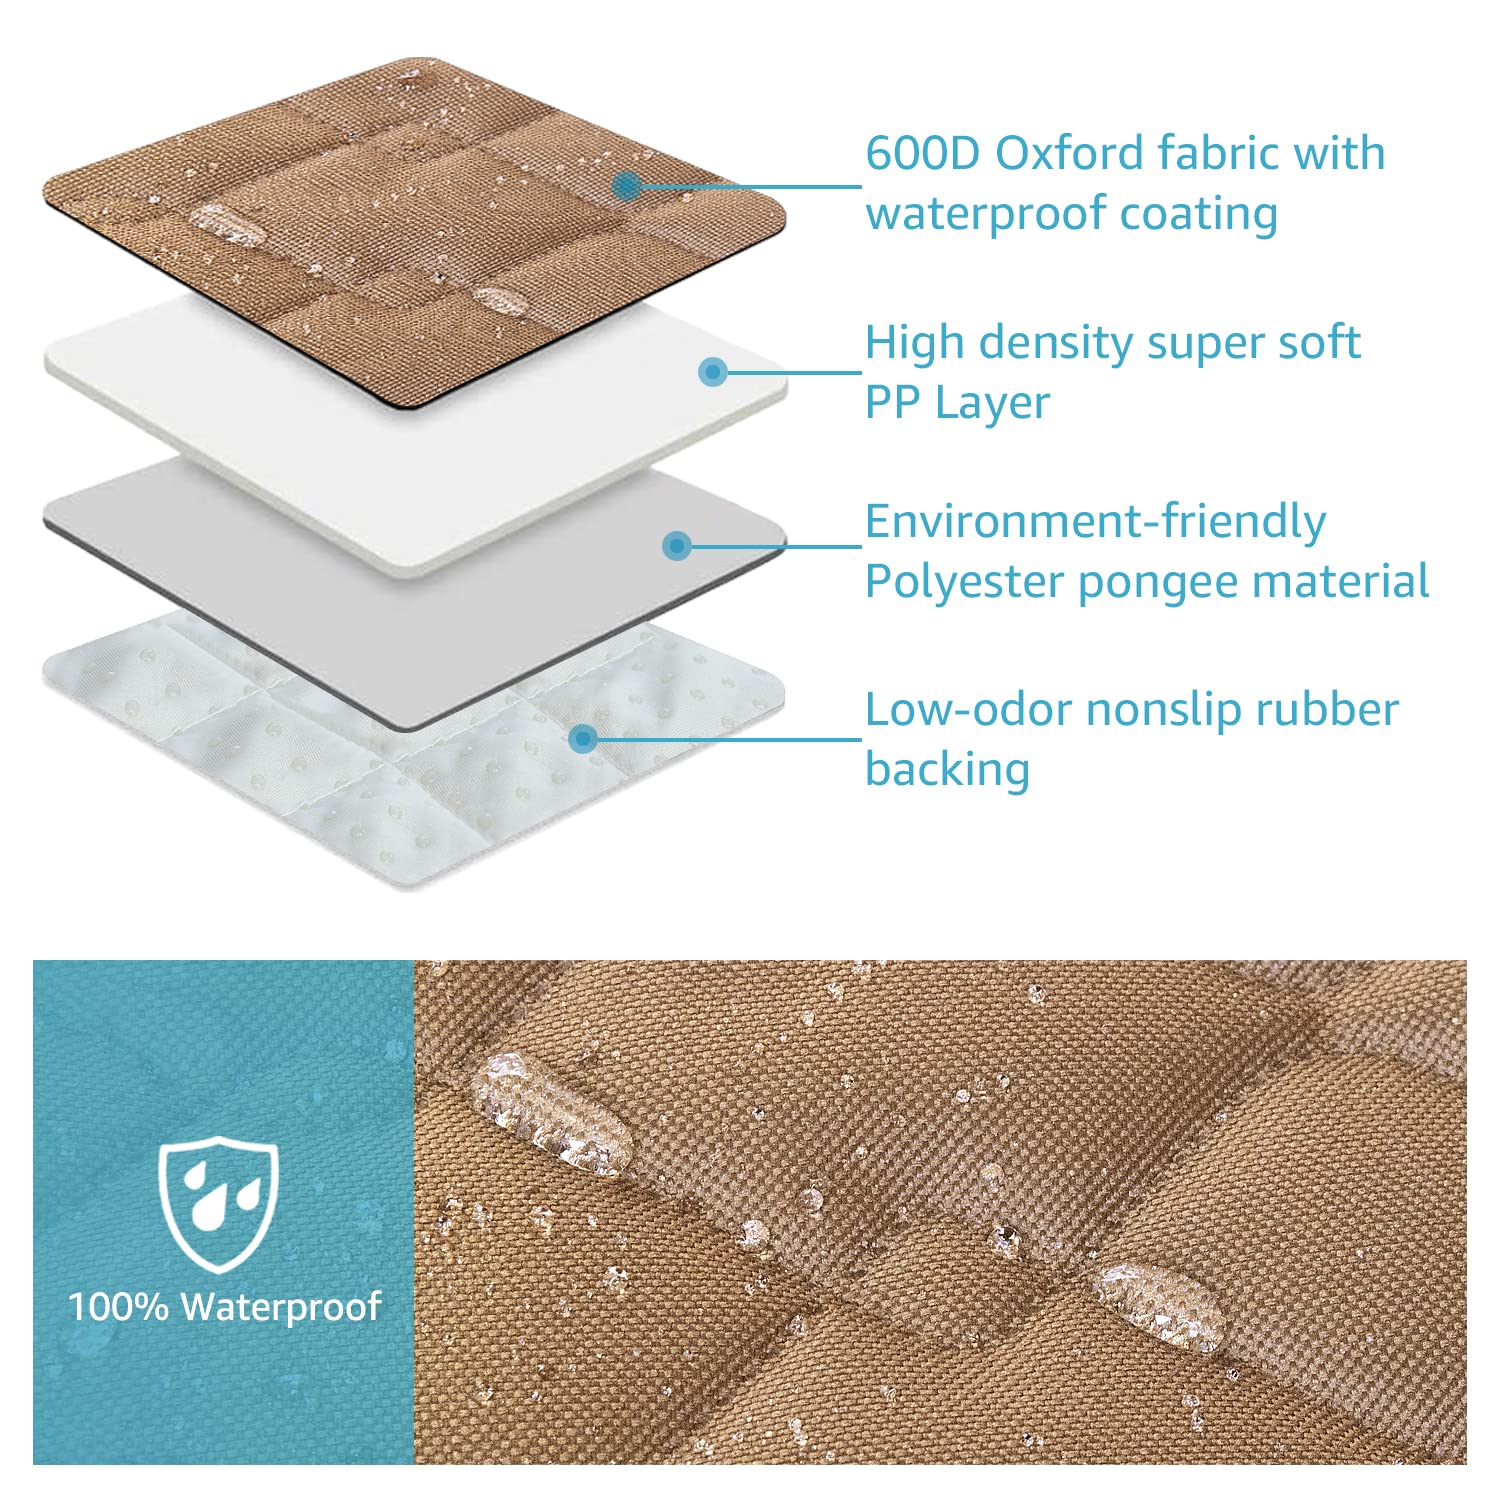 600D Oxford fabric with
waterproof coating
High density super soft
PP Layer
Environment-friendly
Polyester pongee material
Low-odor nonslip rubber
backing
100% Waterproof